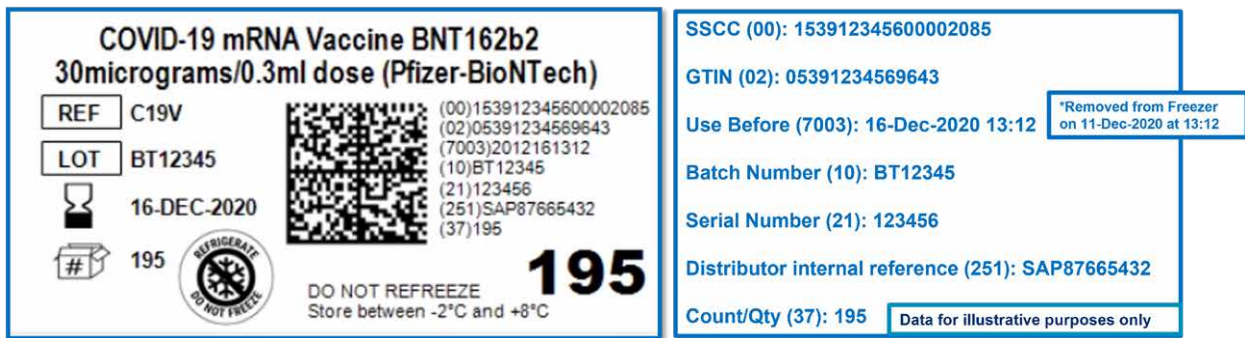 COVID-19 mRNA Vaccine BNT162b2
30micrograms/0.3ml dose (Pfizer-BioNTech)
REF C19V
LOT BT12345
16-DEC-2020
# 195
REFRIGERATE
DO NOT FREEZE
(00)153912345600002085
(02)05391234569643
(7003)2012161312
(10)BT12345
(21)123456
(251)SAP87665432
(37)195
195
DO NOT REFREEZE
Store between -2°C and +8°C
SSCC (00): 153912345600002085
GTIN (02): 05391234569643
Use Before (7003): 16-Dec-2020 13:12
*Removed from Freezer
on 11-Dec-2020 at 13:12
Batch Number (10): BT12345
Serial Number (21): 123456
Distributor internal reference (251): SAP87665432
Count/Qty (37): 195
Data for illustrative purposes only